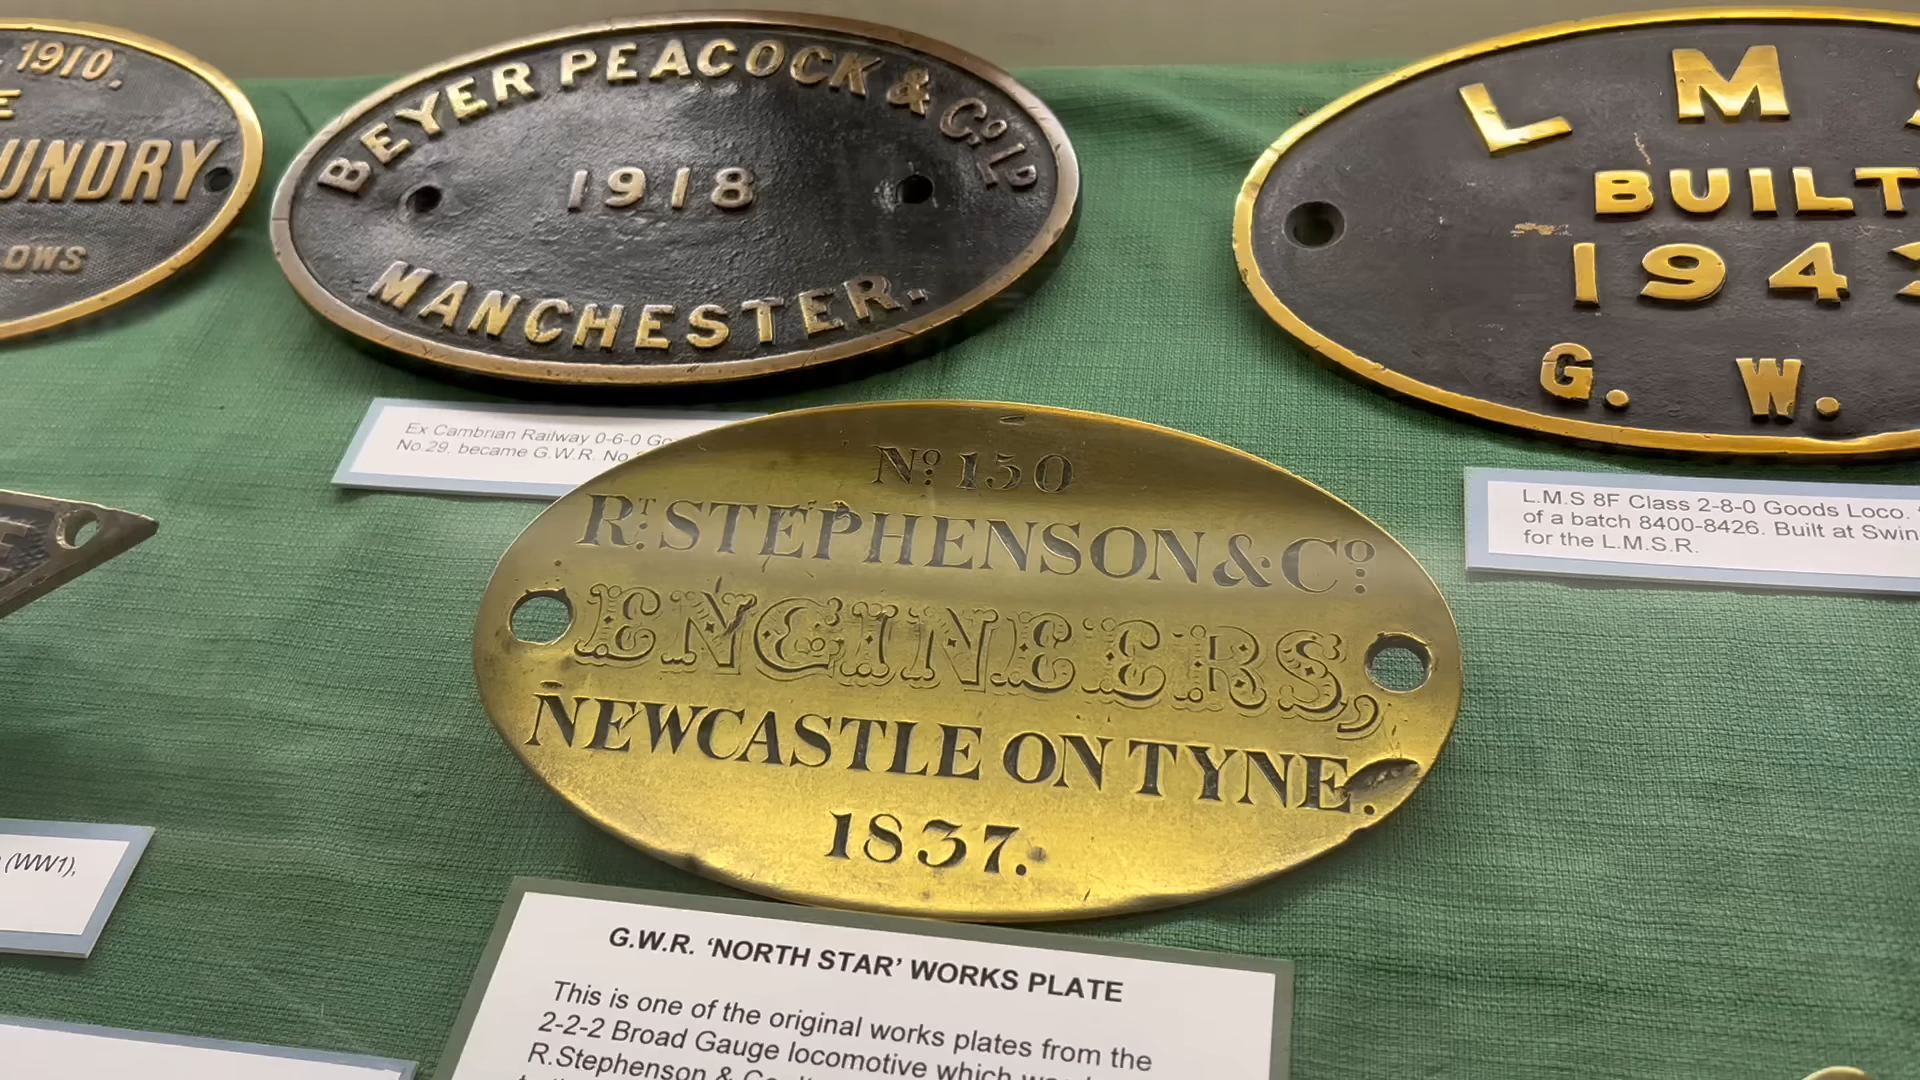 1910.
UNDRY
BEYER PEACOCK & Co LD
1918
MANCHESTER.
L M
BUILT
194
G. W.
Ex Cambrian Railway 0-6-0
No.29, became G.W.R. No
L.M.S 8F Class 2-8-0 Goods Loco.
of a batch 8400-8426. Built at
for the L.M.S.R.
No 150
RT. STEPHENSON & Co
ENGINEERS,
NEWCASTLE ON TYNE.
1837.
(WW1),
G.W.R. ‘NORTH STAR’ WORKS PLATE
This is one of the original works plates from the
2-2-2 Broad Gauge locomotive which
R.Stephenson &